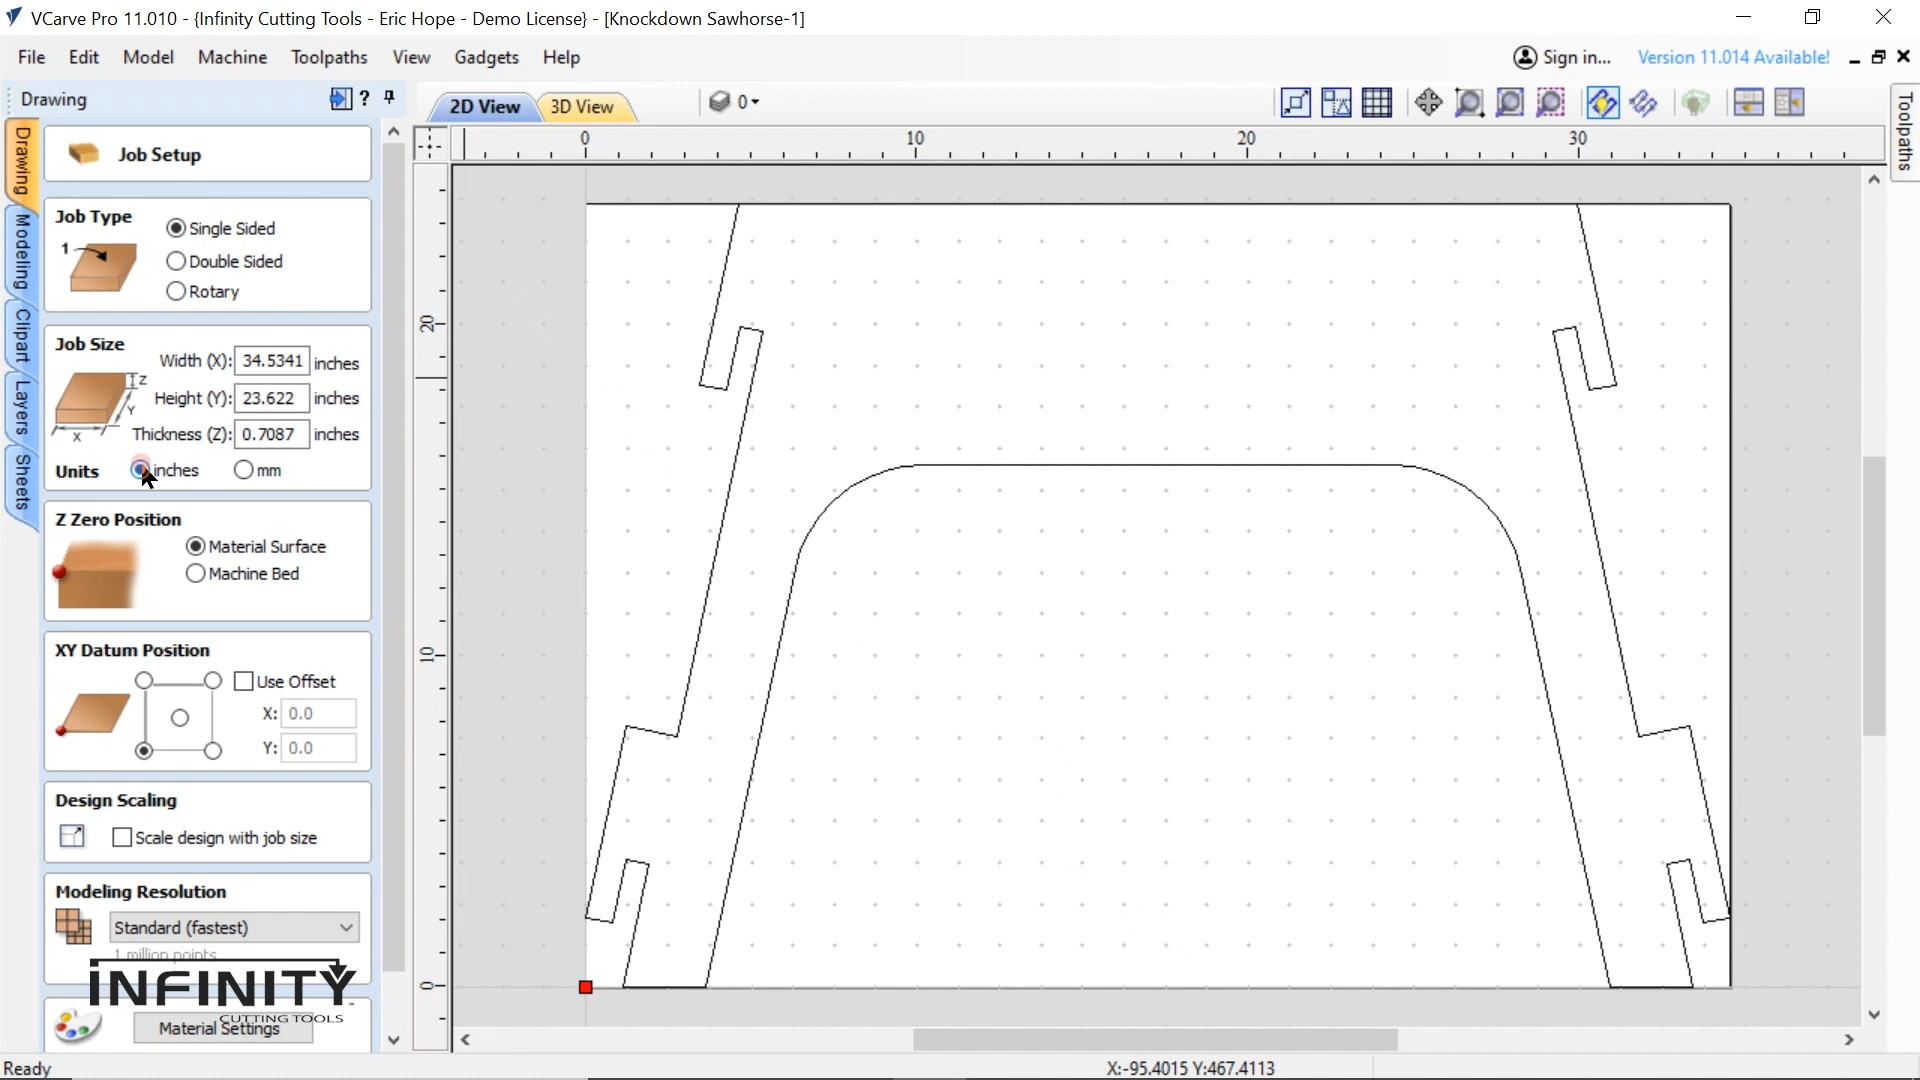 VCarve Pro 11.010 - {Infinity Cutting Tools - Eric Hope - Demo License} - [Knockdown Sawhorse-1]
File Edit Model Machine Toolpaths View Gadgets Help Sign in... Version 11.014 Available!
Drawing ?
2D View 3D View 0
Toolpaths
Drawing
Modeling
Clipart
Layers
Sheets
Job Setup
Job Type
1
Single Sided
Double Sided
Rotary
Job Size
Width (X): 34.5341 inches
Height (Y): 23.622 inches
Thickness (Z): 0.7087 inches
Z
Y
X
Units inches mm
Z Zero Position
Material Surface
Machine Bed
XY Datum Position
Use Offset
X: 0.0
Y: 0.0
Design Scaling
Scale design with job size
Modeling Resolution
Standard (fastest)
1 million points
INFINITY
CUTTING TOOLS
Material Settings
0 10 20 30
20
10
0
Ready X:-95.4015 Y:467.4113